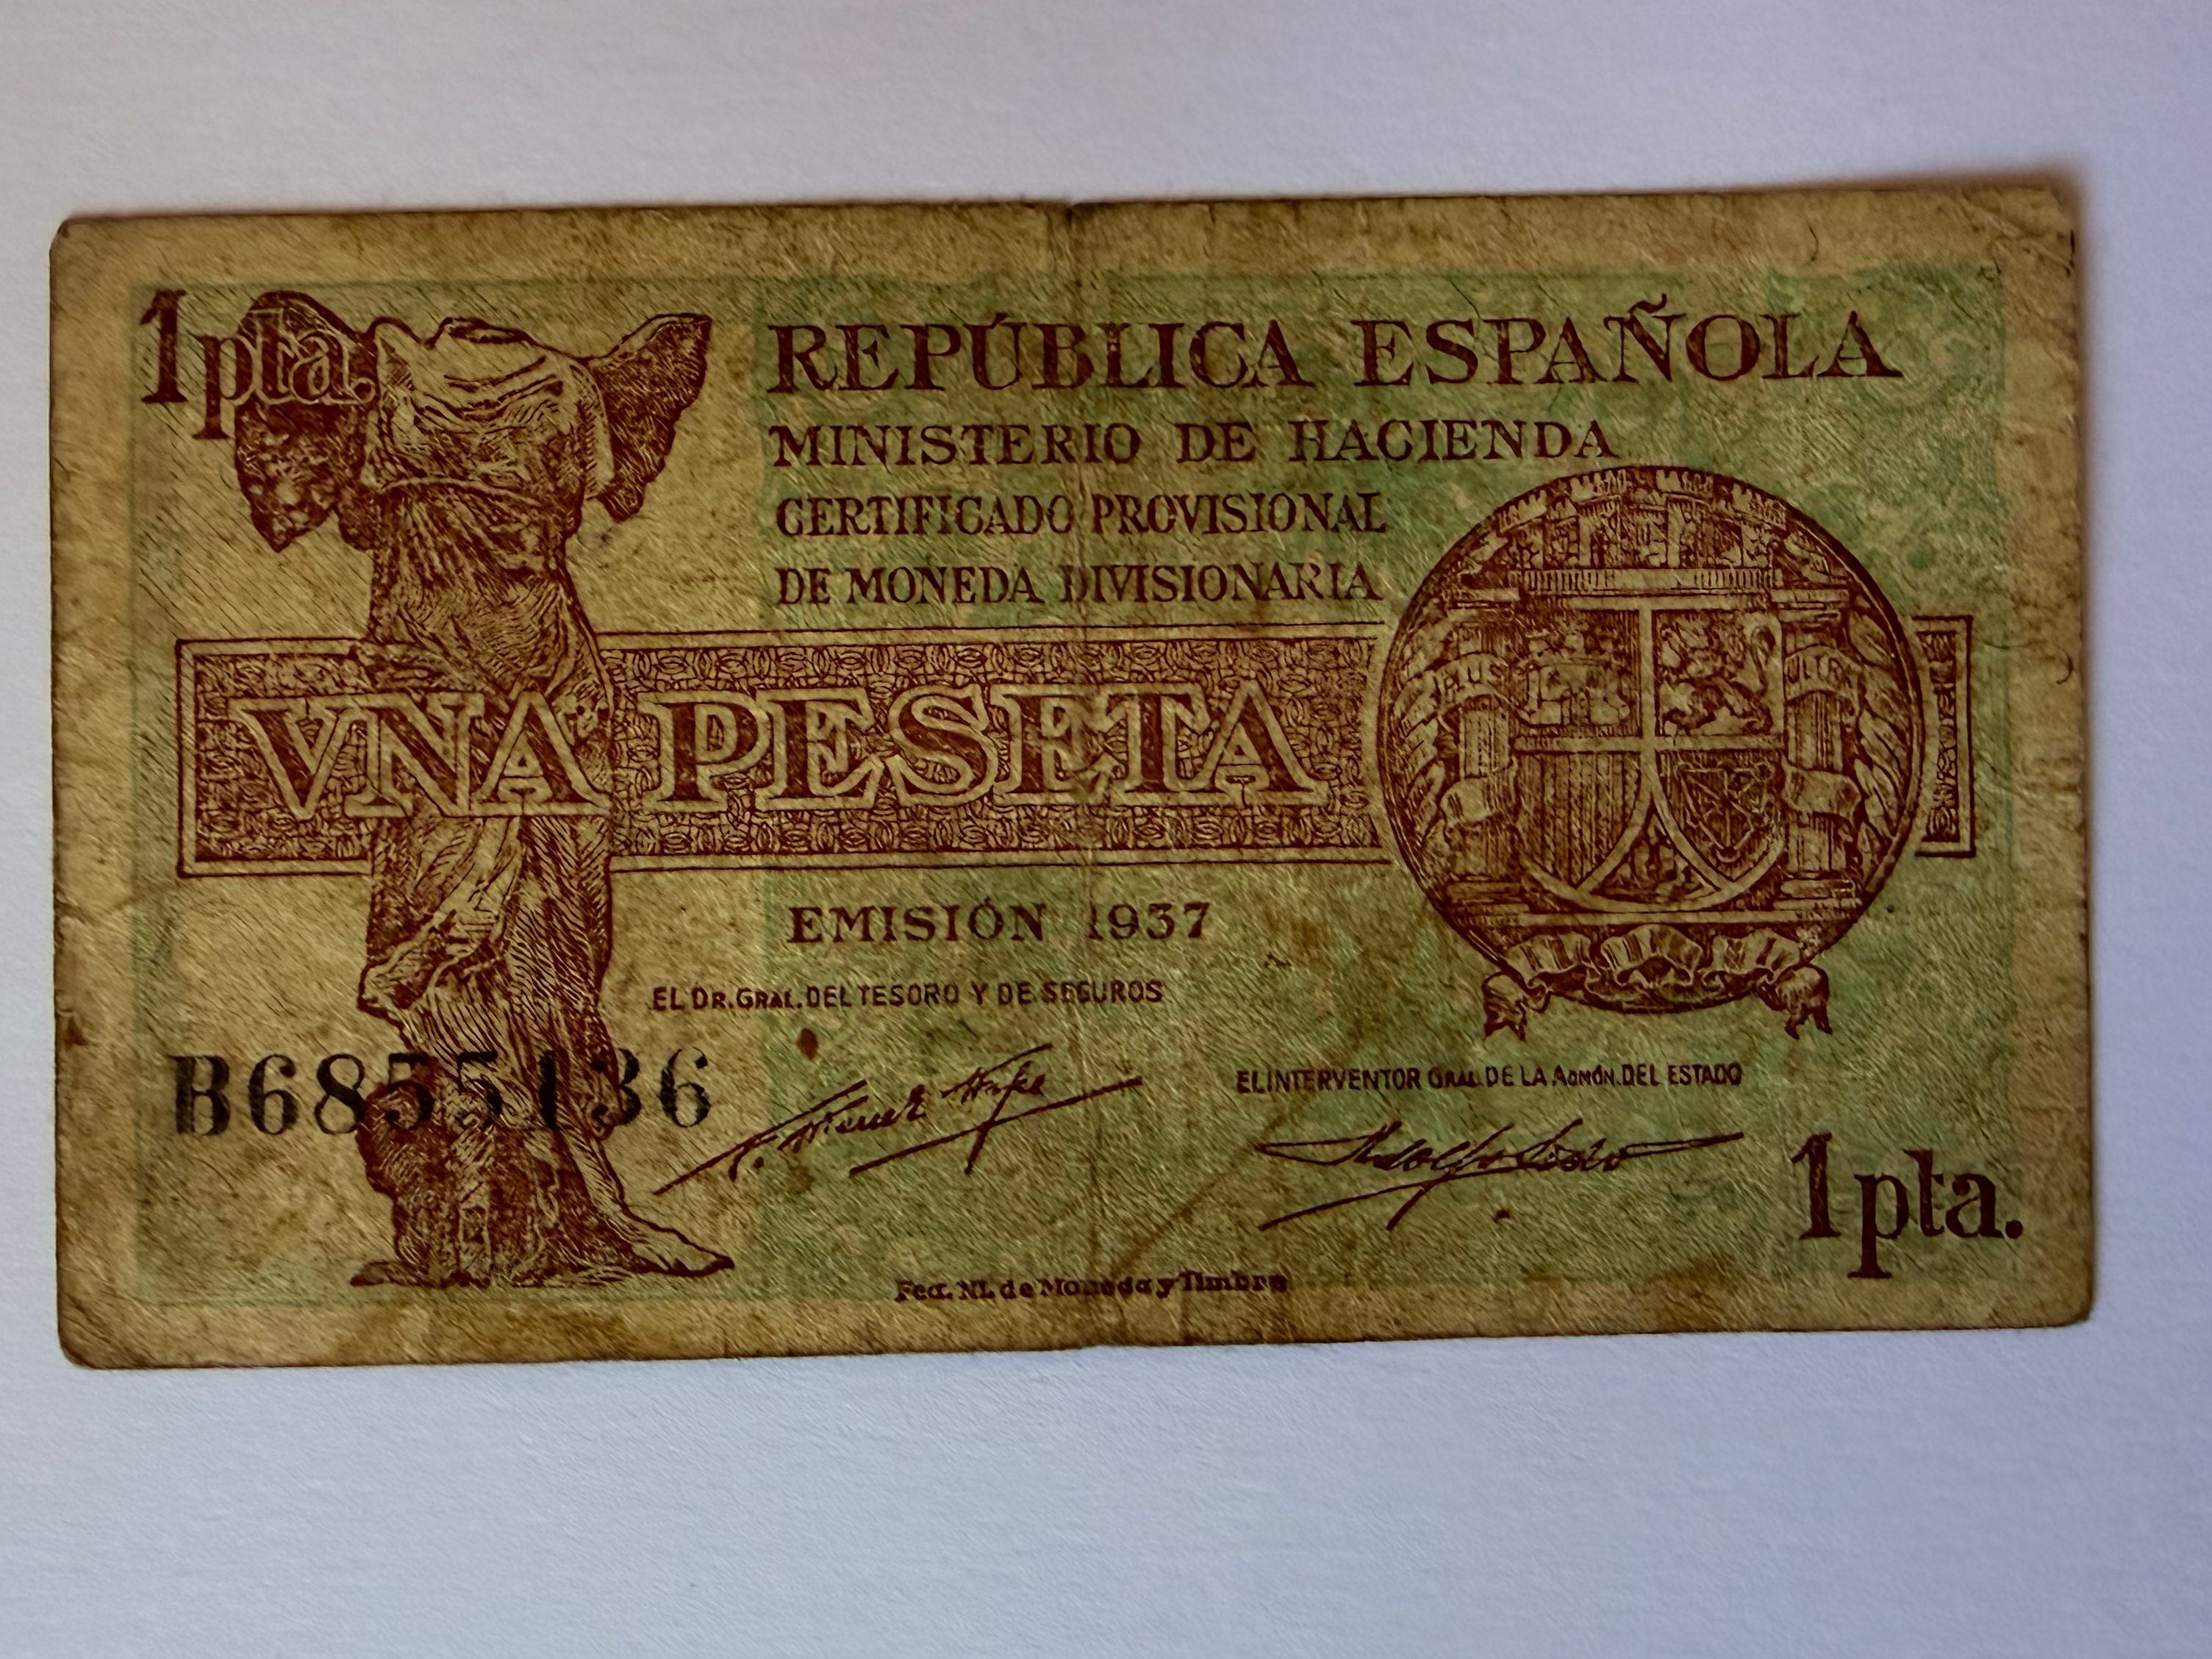 1pta.
REPÚBLICA ESPAÑOLA
MINISTERIO DE HACIENDA
CERTIFICADO PROVISIONAL
DE MONEDA DIVISIONARIA
PLUS
VNA PESETA
EMISIÓN 1937
EL DR. GRAL. DEL TESORO Y DE SEGUROS
B6855136
EL INTERVENTOR GRAL. DE LA ADMÓN. DEL ESTADO
1pta.
Fca. Nl. de Moneda y Timbre